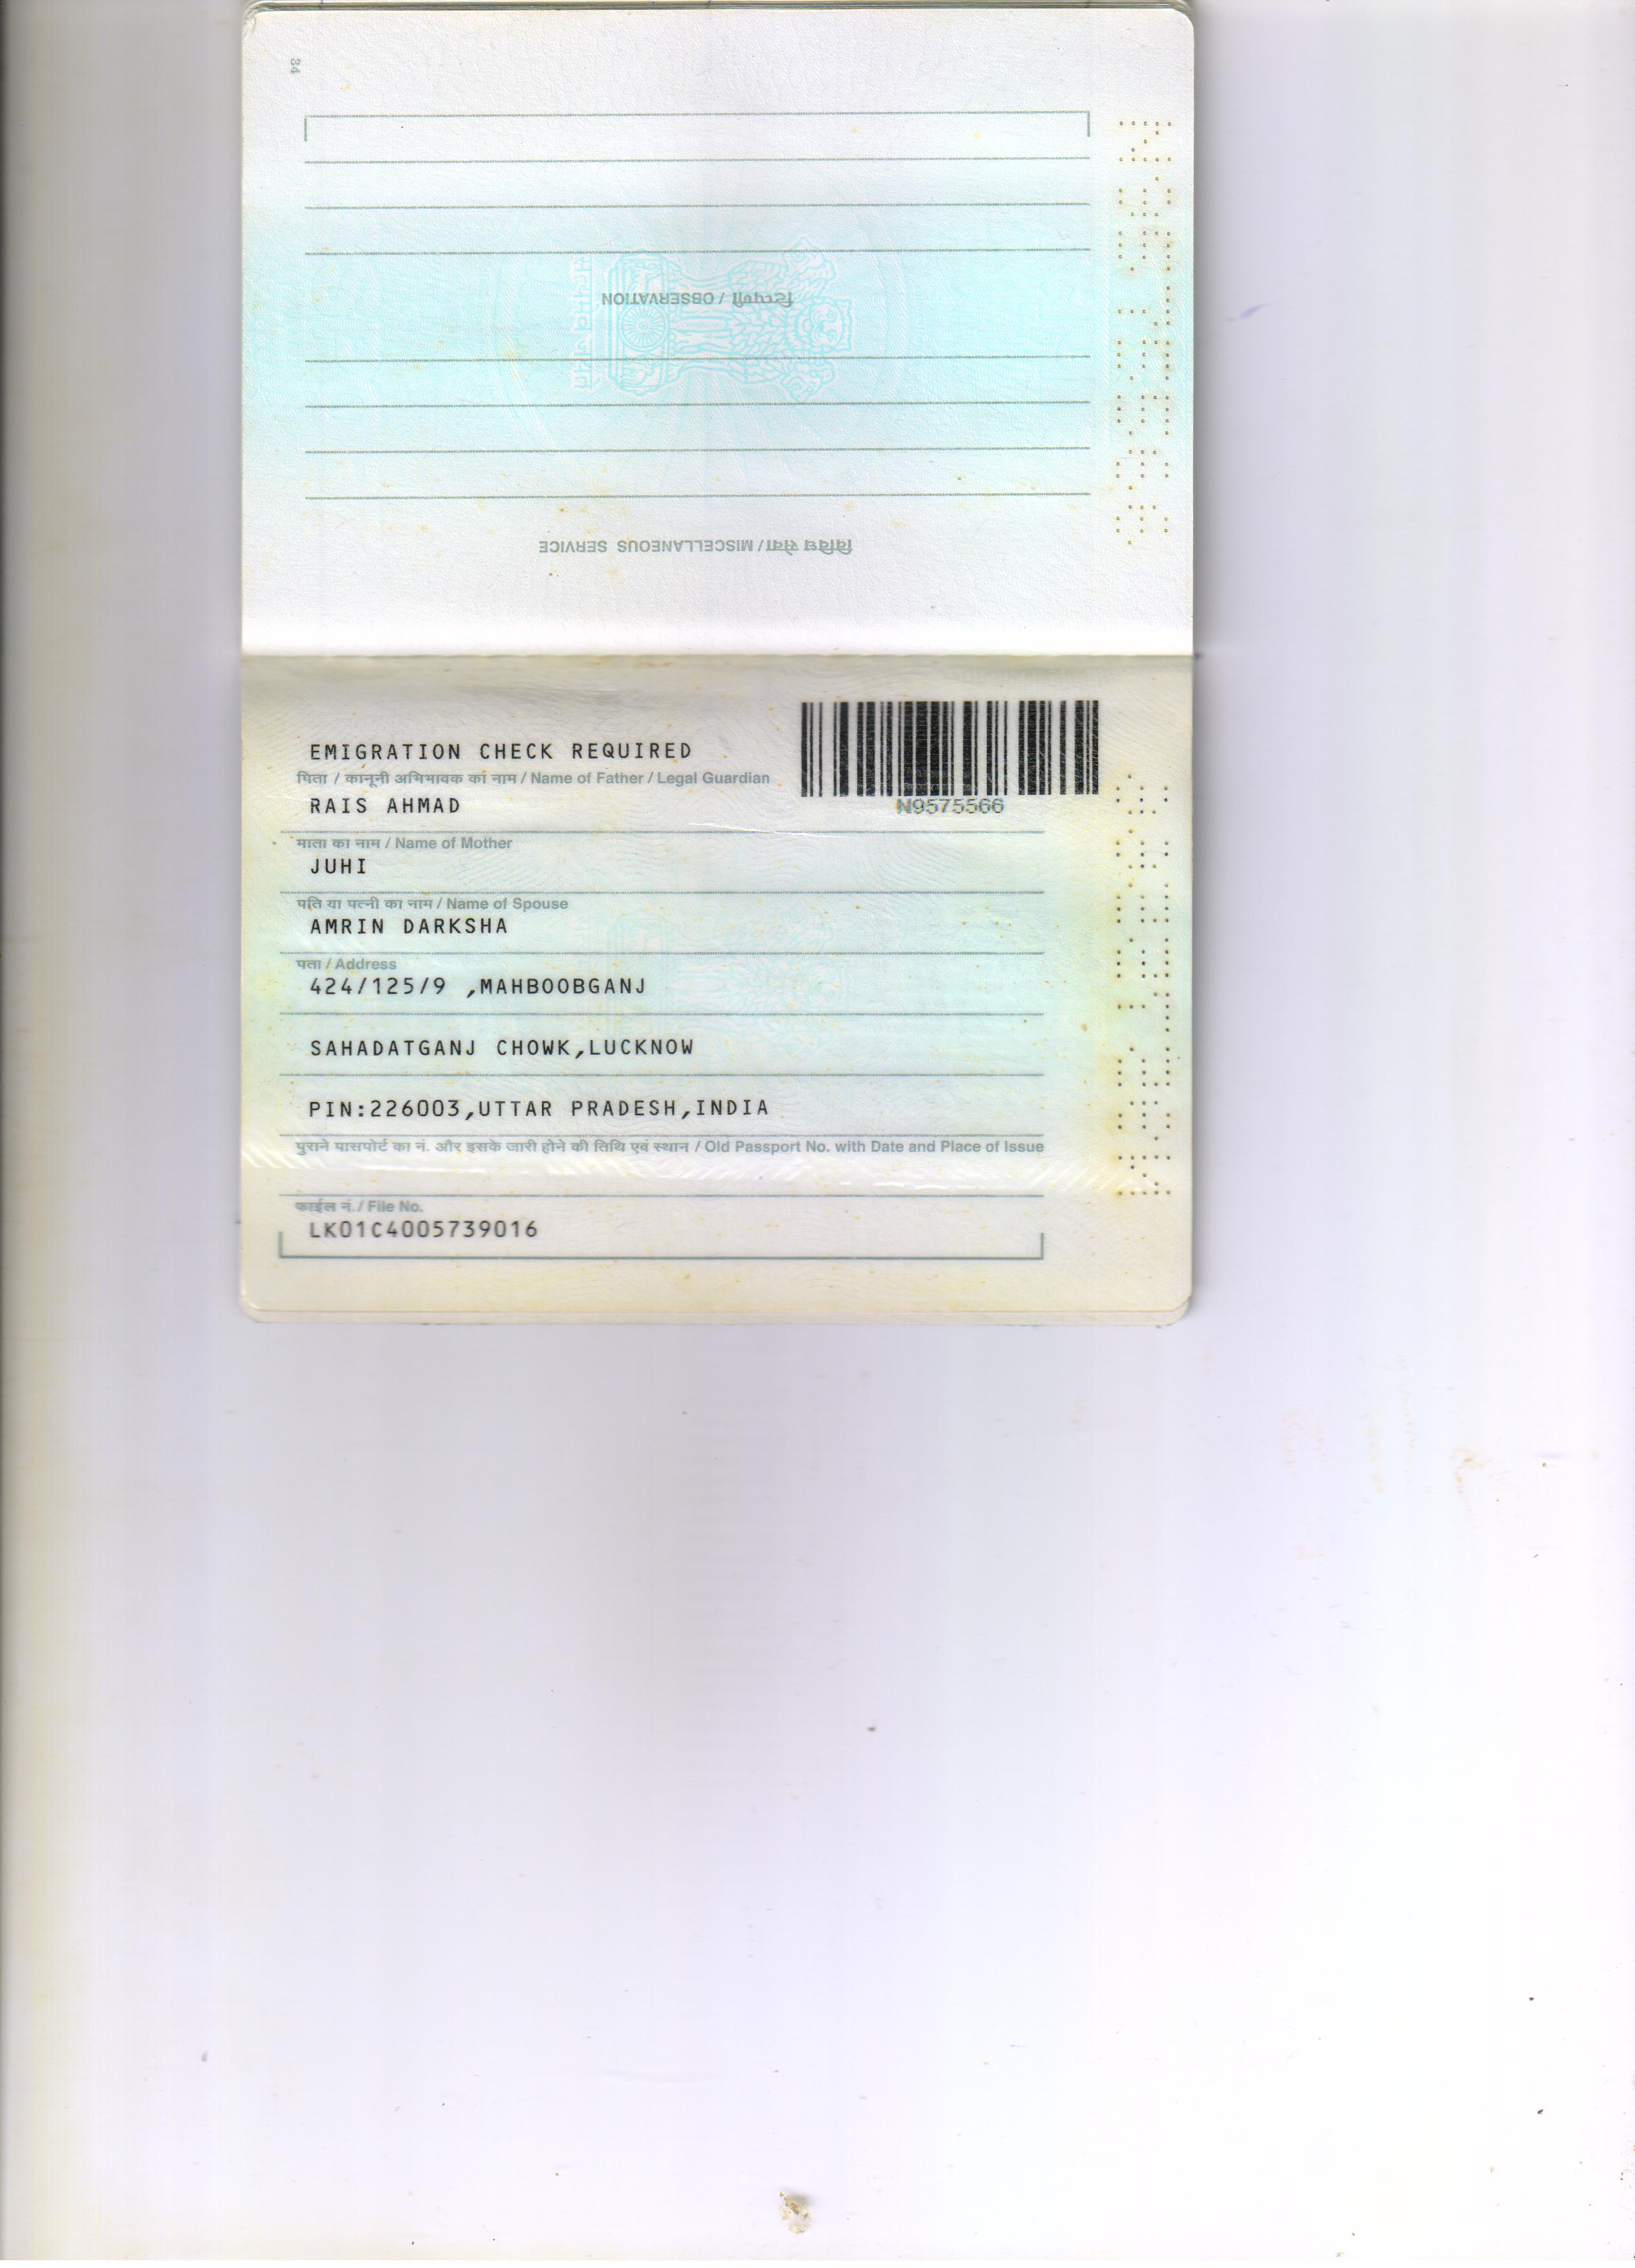 34
टिप्पणी / OBSERVATION
विविध सेवा / MISCELLANEOUS SERVICE
EMIGRATION CHECK REQUIRED
पिता / कानूनी अभिभावक का नाम / Name of Father / Legal Guardian
RAIS AHMAD
N9575566
माता का नाम / Name of Mother
JUHI
पति या पत्नी का नाम / Name of Spouse
AMRIN DARKSHA
पता / Address
424/125/9 ,MAHBOOBGANJ
SAHADATGANJ CHOWK,LUCKNOW
PIN:226003,UTTAR PRADESH,INDIA
पुराने पासपोर्ट का नं. और इसके जारी होने की तिथि एवं स्थान / Old Passport No. with Date and Place of Issue
फाईल नं. / File No.
LK01C4005739016